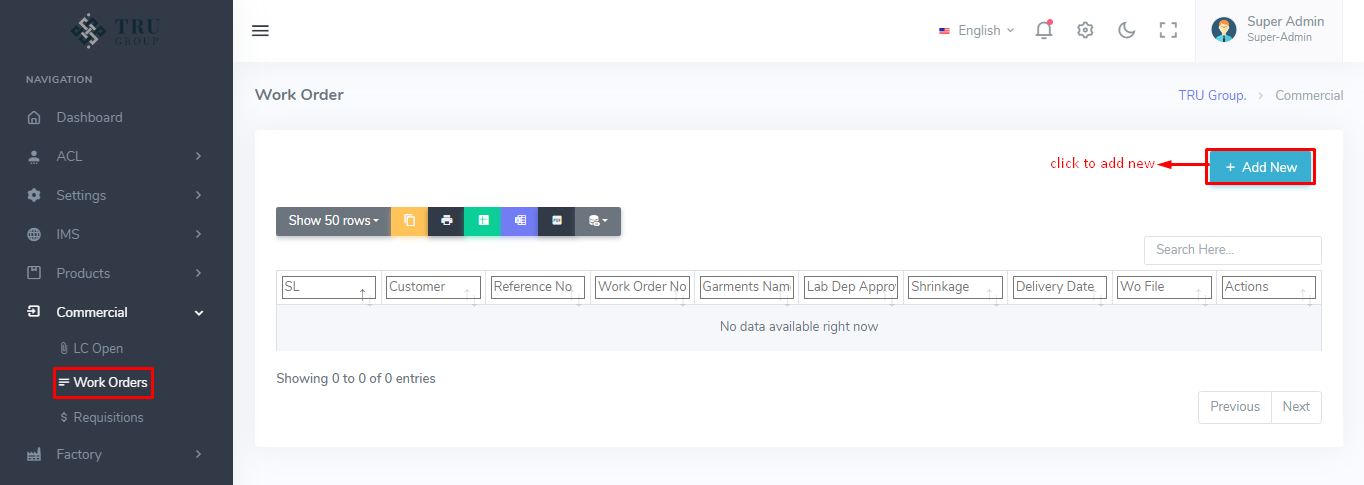 TRU
GROUP
NAVIGATION
Dashboard
ACL
Settings
IMS
Products
Commercial
LC Open
Work Orders
Requisitions
Factory
English
Super Admin
Super-Admin
Work Order
TRU Group. > Commercial
click to add new
+ Add New
Show 50 rows
Search Here...
SL Customer Reference No Work Order No Garments Nam Lab Dep Appro Shrinkage Delivery Date Wo File Actions
No data available right now
Showing 0 to 0 of 0 entries
Previous Next